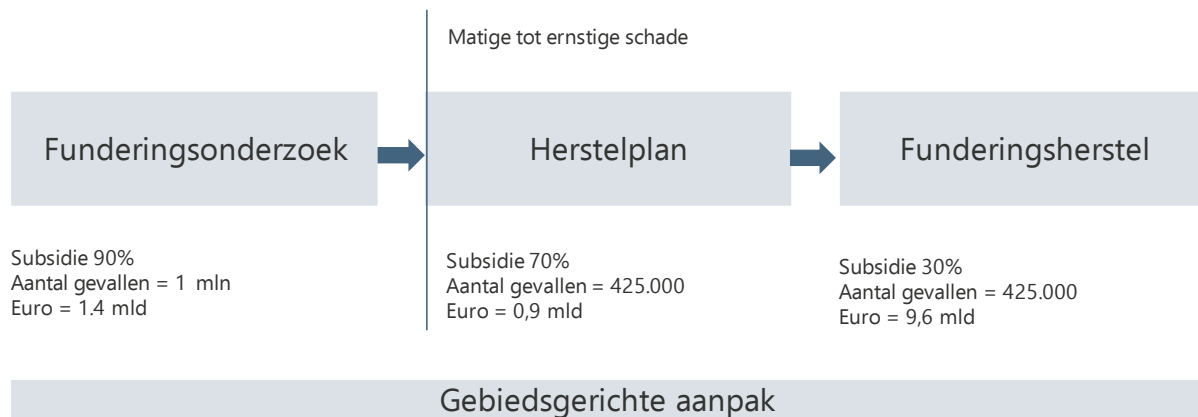 Matige tot ernstige schade
Funderingsonderzoek
Herstelplan
Funderingsherstel
Subsidie 90%
Aantal gevallen = 1 mln
Euro = 1.4 mld
Subsidie 70%
Aantal gevallen = 425.000
Euro = 0,9 mld
Subsidie 30%
Aantal gevallen = 425.000
Euro = 9,6 mld
Gebiedsgerichte aanpak